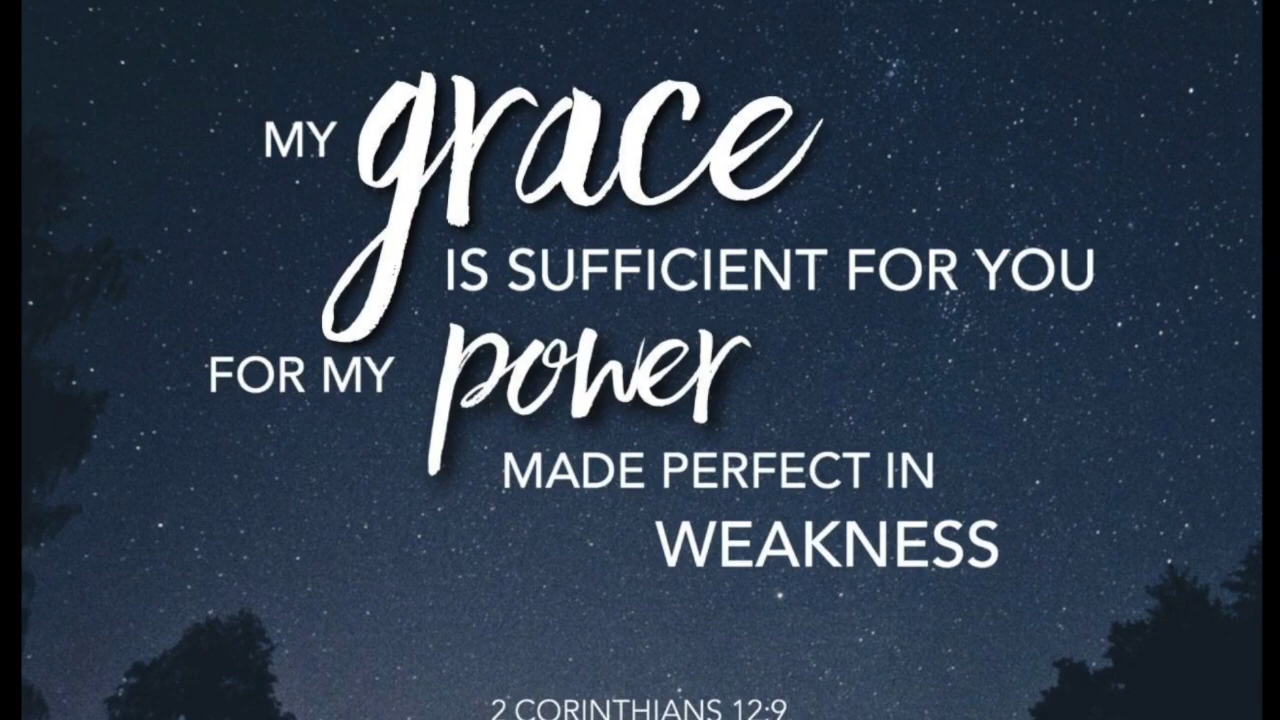 MY grace
IS SUFFICIENT FOR YOU
FOR MY power
MADE PERFECT IN
WEAKNESS
2 CORINTHIANS 12:9